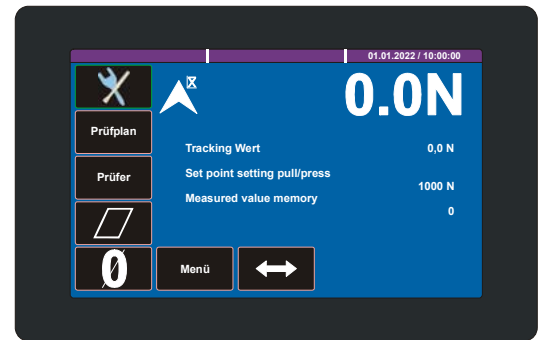 01.01.2022 / 10:00:00
0.0N
Prüfplan
Tracking Wert 0,0 N
Prüfer
Set point setting pull/press 1000 N
Measured value memory 0
Ø
Menü